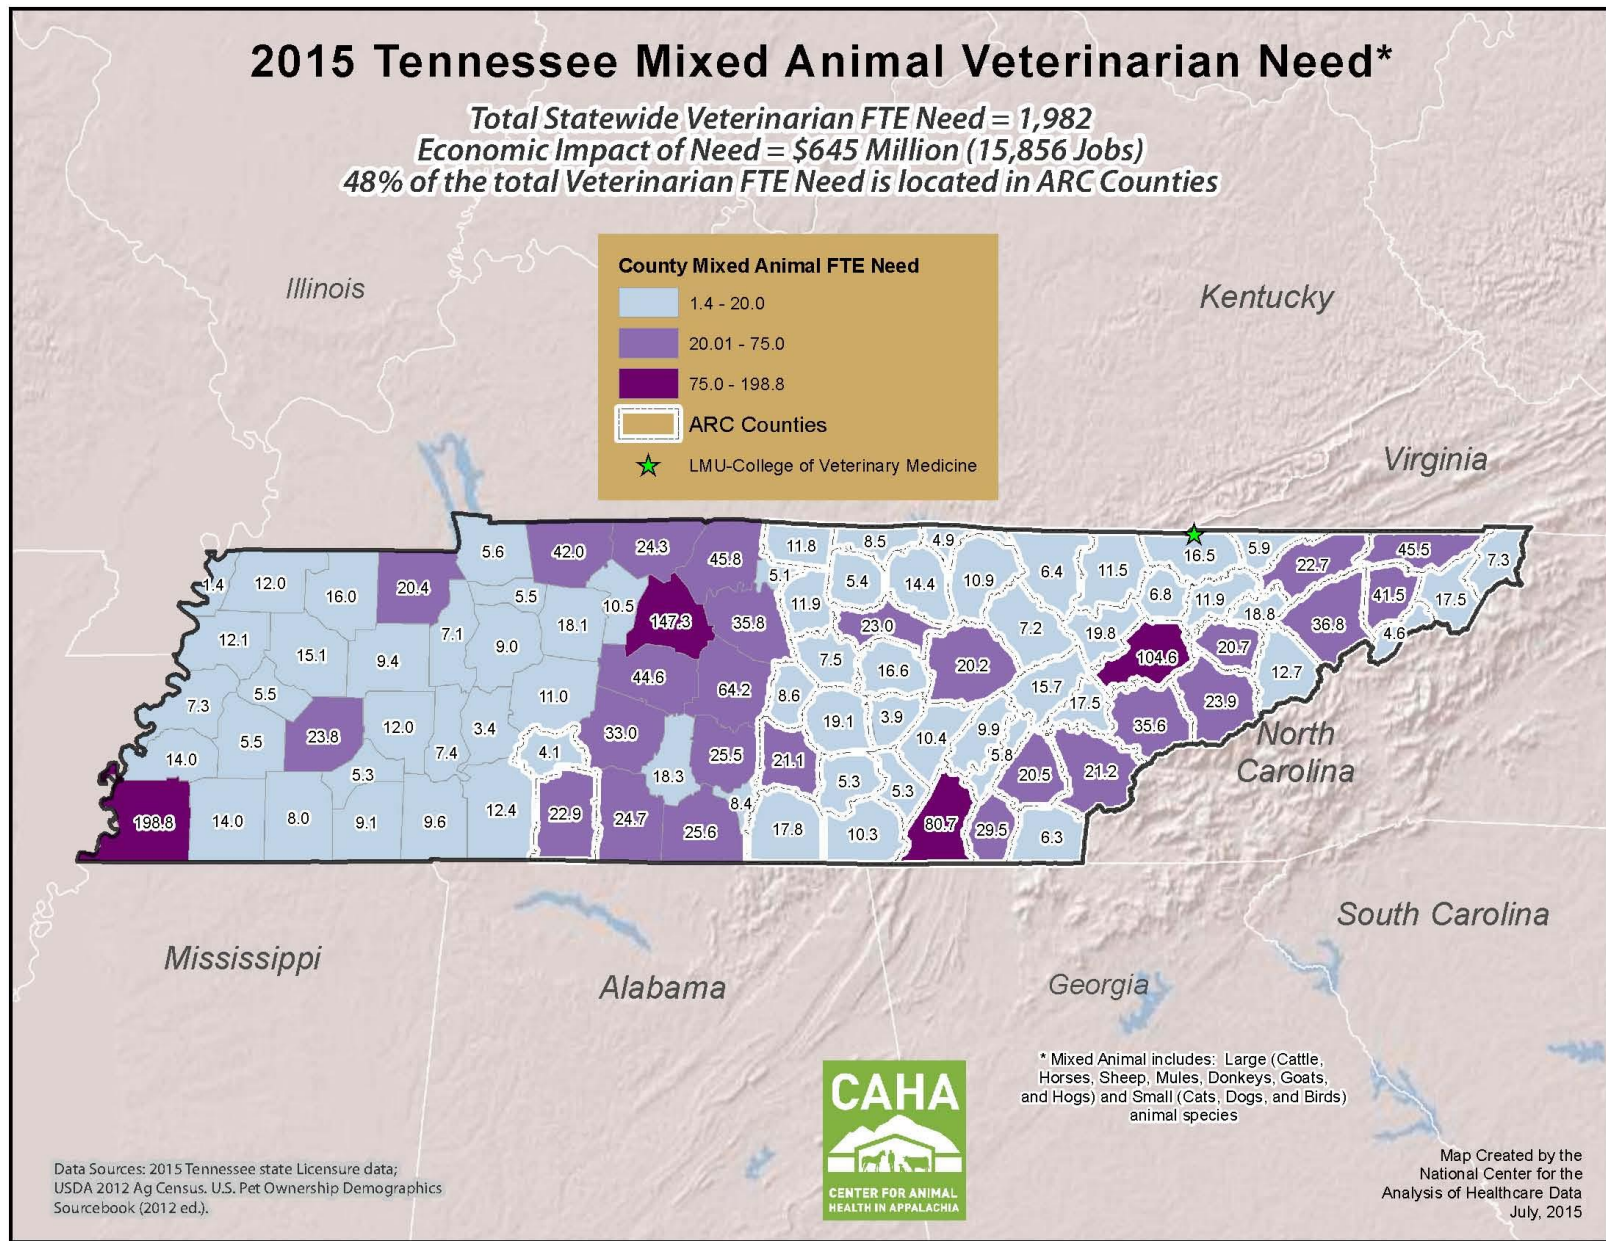 2015 Tennessee Mixed Animal Veterinarian Need*
Total Statewide Veterinarian FTE Need = 1,982
Economic Impact of Need = $645 Million (15,856 Jobs)
48% of the total Veterinarian FTE Need is located in ARC Counties
County Mixed Animal FTE Need
1.4 - 20.0
20.01 - 75.0
75.0 - 198.8
ARC Counties
LMU-College of Veterinary Medicine
Illinois
Kentucky
Virginia
5.6
42.0
24.3
45.8
11.8
8.5
4.9
16.5
5.9
22.7
45.5
7.3
1.4
12.0
16.0
20.4
5.5
10.5
147.3
5.1
11.9
5.4
14.4
10.9
6.4
11.5
6.8
11.9
18.8
36.8
41.5
17.5
4.6
12.1
15.1
9.4
7.1
9.0
18.1
35.8
23.0
7.2
19.8
104.6
20.7
12.7
7.3
5.5
11.0
44.6
64.2
8.6
7.5
16.6
20.2
15.7
17.5
35.6
23.9
14.0
5.5
23.8
12.0
7.4
3.4
4.1
33.0
18.3
25.5
21.1
19.1
3.9
10.4
9.9
5.8
20.5
21.2
198.8
14.0
8.0
5.3
9.1
9.6
12.4
22.9
24.7
25.6
8.4
17.8
5.3
10.3
5.3
80.7
29.5
6.3
North
Carolina
South Carolina
Mississippi
Alabama
Georgia
CAHA
CENTER FOR ANIMAL
HEALTH IN APPALACHIA
* Mixed Animal includes: Large (Cattle,
Horses, Sheep, Mules, Donkeys, Goats,
and Hogs) and Small (Cats, Dogs, and Birds)
animal species
Data Sources: 2015 Tennessee state Licensure data;
USDA 2012 Ag Census. U.S. Pet Ownership Demographics
Sourcebook (2012 ed.).
Map Created by the
National Center for the
Analysis of Healthcare Data
July, 2015